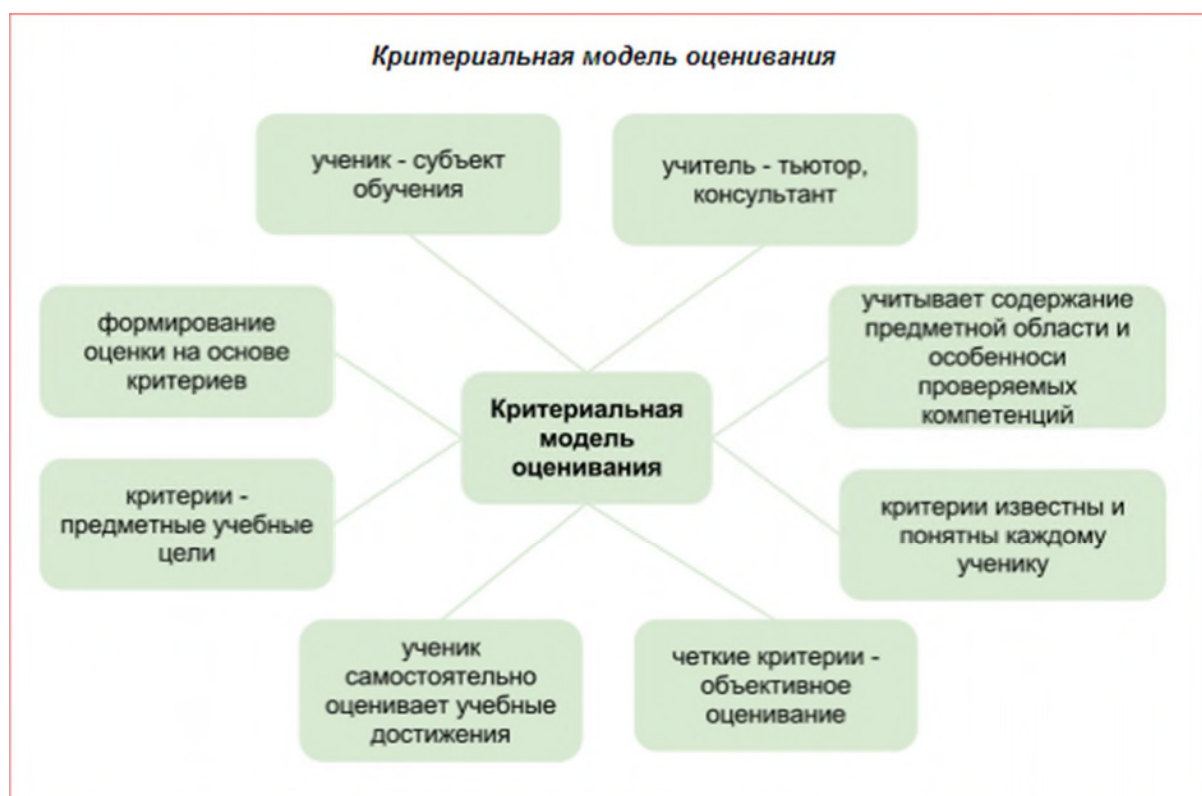 Критериальная модель оценивания
ученик - субъект
обучения
учитель - тьютор,
консультант
формирование
оценки на основе
критериев
учитывает содержание
предметной области и
особенноси
проверяемых
компетенций
Критериальная
модель
оценивания
критерии -
предметные учебные
цели
критерии известны и
понятны каждому
ученику
ученик
самостоятельно
оценивает учебные
достижения
четкие критерии -
объективное
оценивание